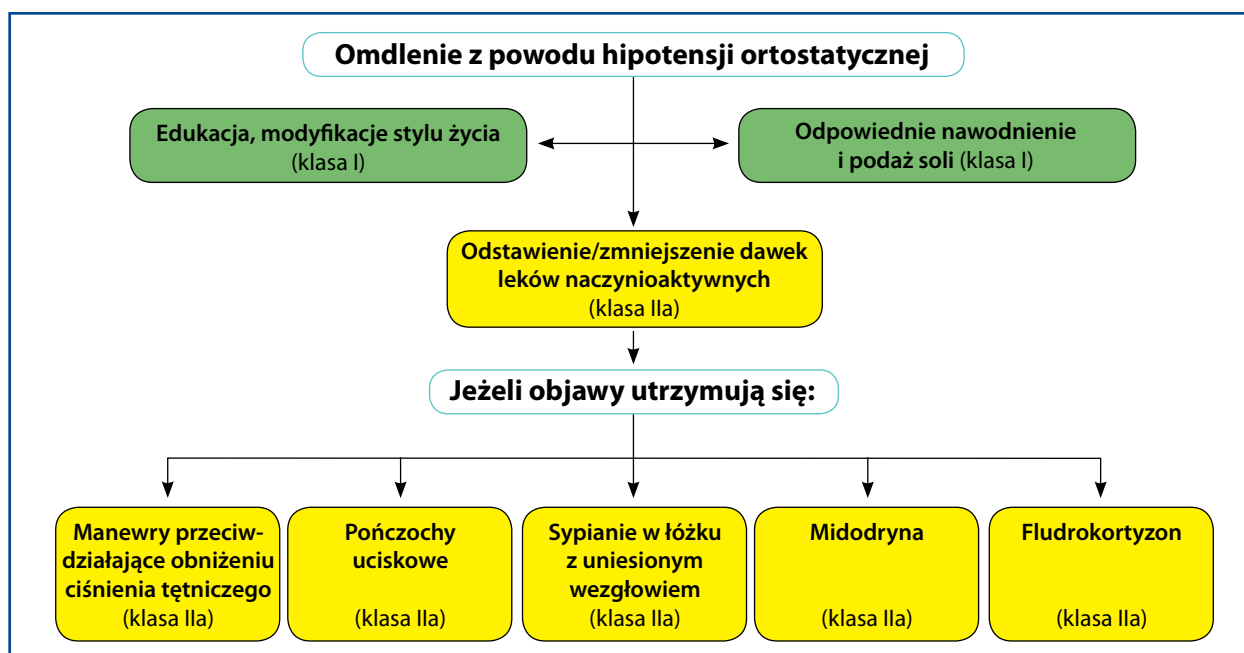 Omdlenie z powodu hipotensji ortostatycznej
Edukacja, modyfikacje stylu życia
(klasa I)
Odpowiednie nawodnienie
i podaż soli (klasa I)
Odstawienie/zmniejszenie dawek
leków naczynioaktywnych
(klasa IIa)
Jeżeli objawy utrzymują się:
Manewry przeciw-
działające obniżeniu
ciśnienia tętniczego
(klasa IIa)
Pończochy
uciskowe
(klasa IIa)
Sypianie w łóżku
z uniesionym
wezgłowiem
(klasa IIa)
Midodryna
(klasa IIa)
Fludrokortyzon
(klasa IIa)